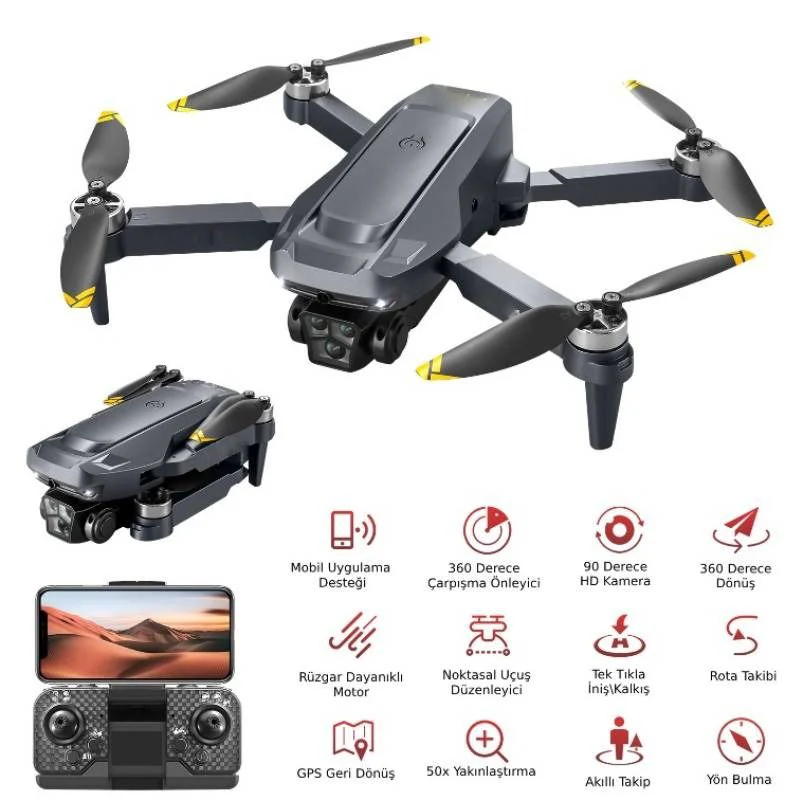 Mobil Uygulama
Desteği
360 Derece
Çarpışma Önleyici
90 Derece
HD Kamera
360 Derece
Dönüş
Rüzgar Dayanıklı
Motor
Noktasal Uçuş
Düzenleyici
Tek Tıkla
İniş\Kalkış
Rota Takibi
GPS Geri Dönüş
50x Yakınlaştırma
Akıllı Takip
Yön Bulma